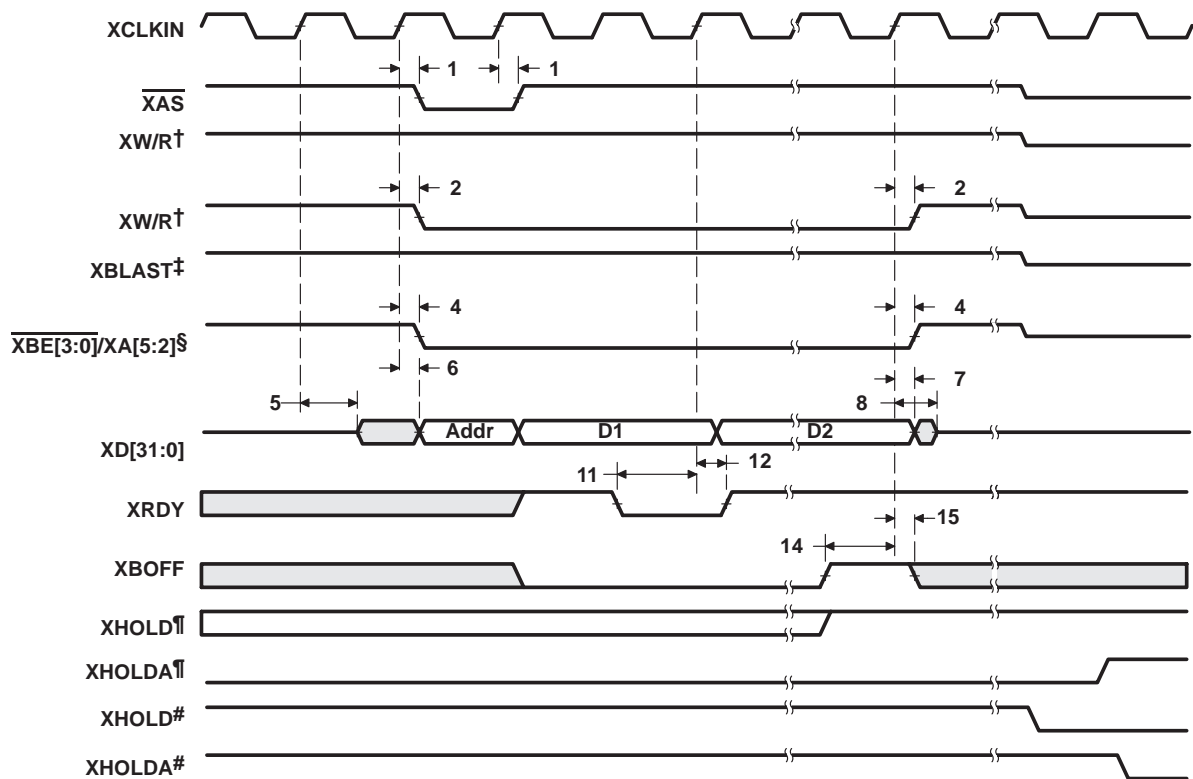 XCLKIN
1 1
XAS
XW/R†
2 2
XW/R†
XBLAST‡
4 4
XBE[3:0]/XA[5:2]§
6 7
5 8
Addr D1 D2
XD[31:0]
11 12
XRDY
15
14
XBOFF
XHOLD¶
XHOLDA¶
XHOLD#
XHOLDA#